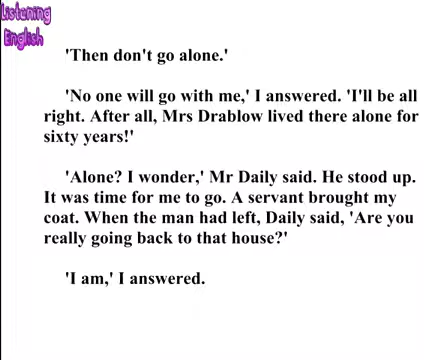 Listening
English
'Then don't go alone.'
'No one will go with me,' I answered. 'I'll be all
right. After all, Mrs Drablow lived there alone for
sixty years!'
'Alone? I wonder,' Mr Daily said. He stood up.
It was time for me to go. A servant brought my
coat. When the man had left, Daily said, 'Are you
really going back to that house?'
'I am,' I answered.